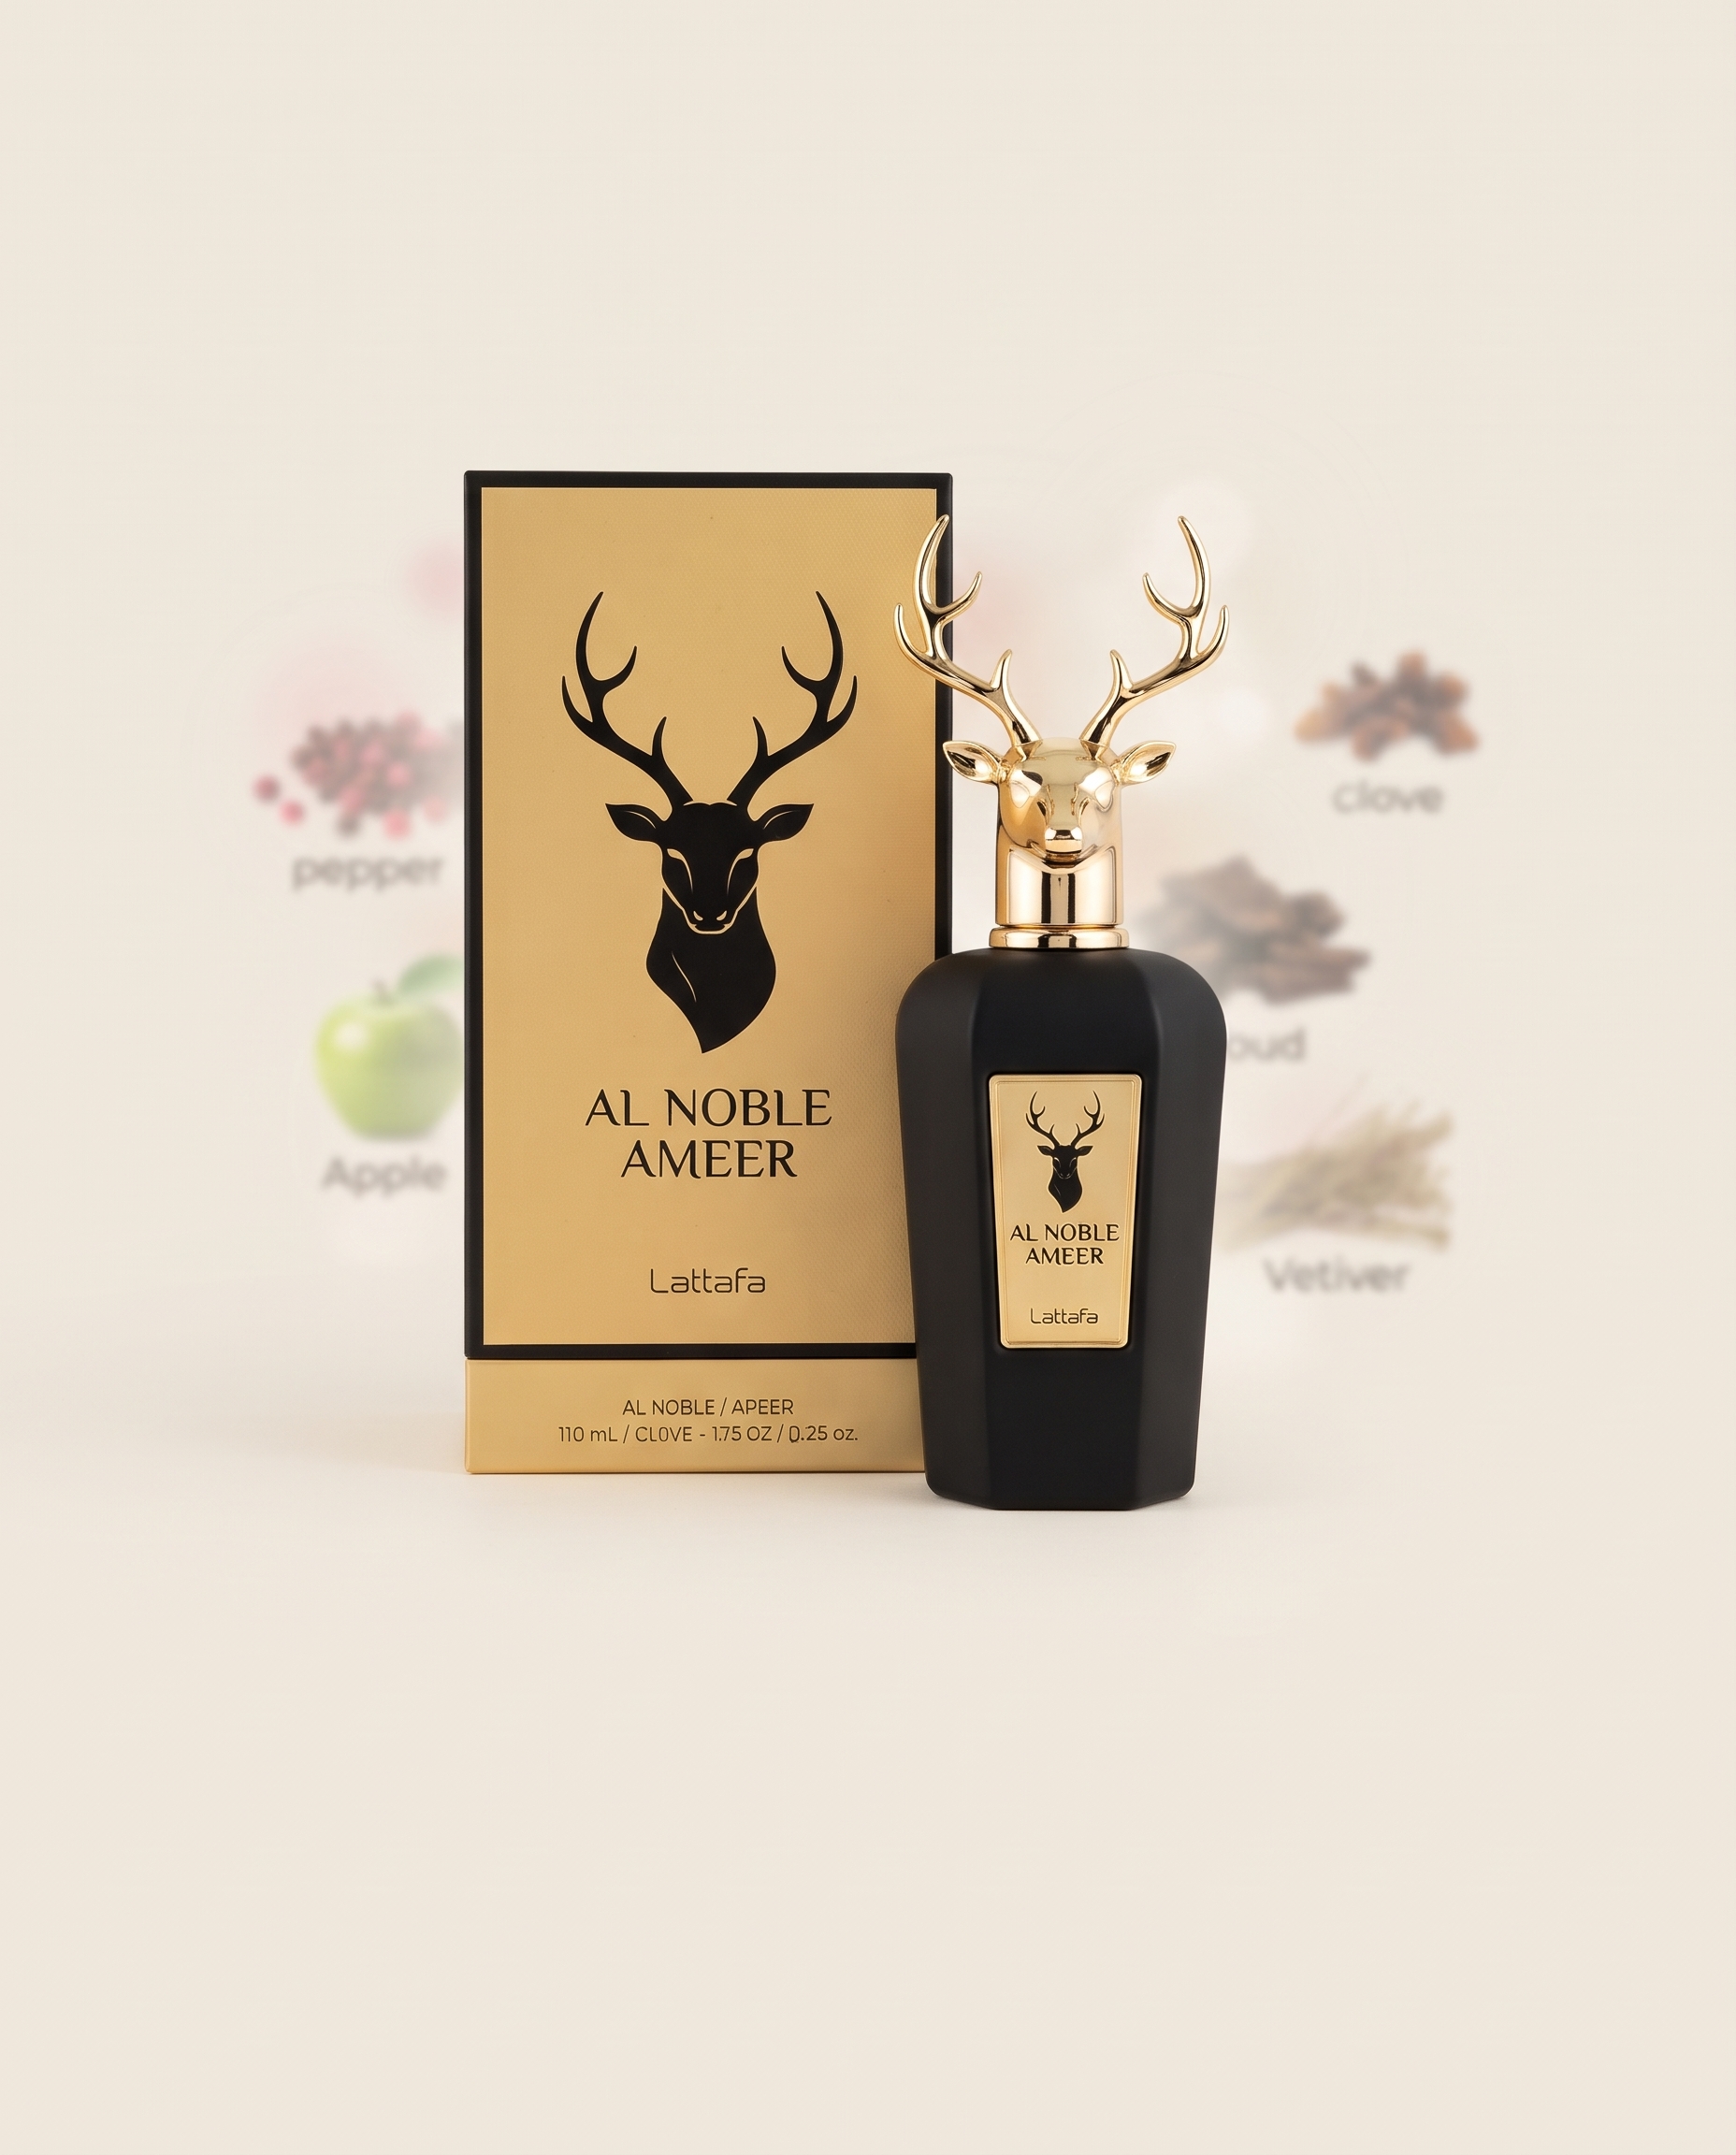 AL NOBLE
AMEER
Lattafa
AL NOBLE / APEER
110 mL / CLOVE - 1.75 OZ / 0.25 oz.
AL NOBLE
AMEER
Lattafa
pepper
Apple
clove
oud
Vetiver